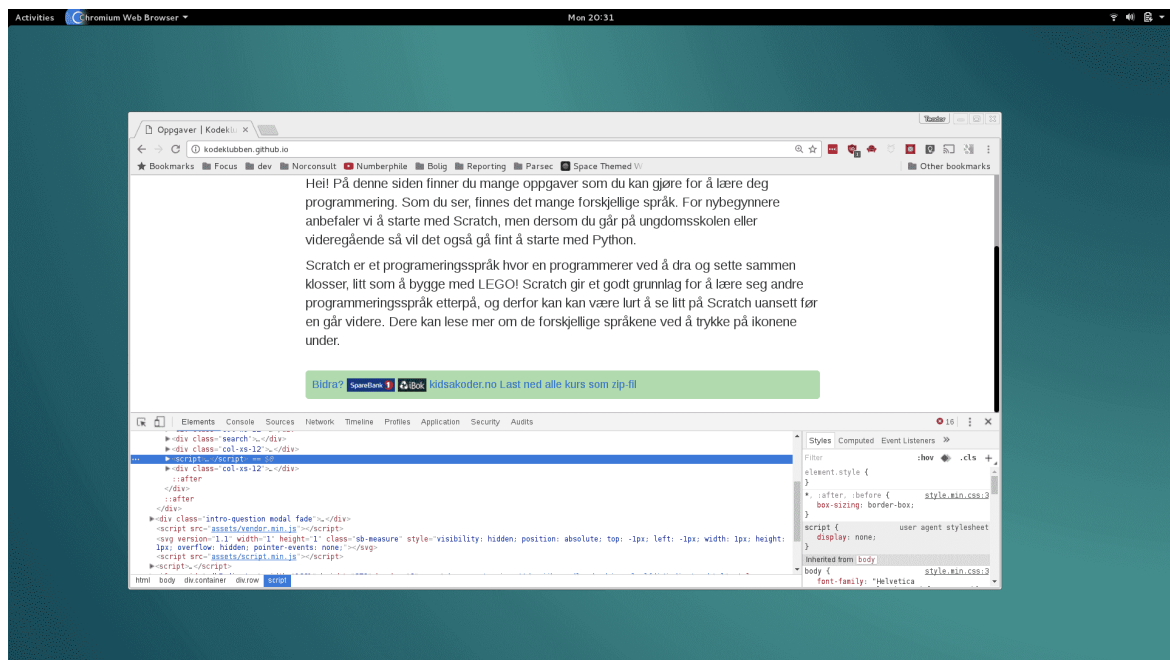 Activities Chromium Web Browser Mon 20:31
Oppgaver | Kodeklu
kodeklubben.github.io
Bookmarks Focus dev Norconsult Numberphile Bolig Reporting Parsec Space Themed W Other bookmarks
Hei! På denne siden finner du mange oppgaver som du kan gjøre for å lære deg
programmering. Som du ser, finnes det mange forskjellige språk. For nybegynnere
anbefaler vi å starte med Scratch, men dersom du går på ungdomsskolen eller
videregående så vil det også gå fint å starte med Python.
Scratch er et programeringsspråk hvor en programmerer ved å dra og sette sammen
klosser, litt som å bygge med LEGO! Scratch gir et godt grunnlag for å lære seg andre
programmeringsspråk etterpå, og derfor kan kan være lurt å se litt på Scratch uansett før
en går videre. Dere kan lese mer om de forskjellige språkene ved å trykke på ikonene
under.
Bidra? SpareBank 1 iBok kidsakoder.no Last ned alle kurs som zip-fil
Elements Console Sources Network Timeline Profiles Application Security Audits 16
<div class="search">…</div>
<div class="col-xs-12">…</div>
<script>…</script> == $0
<div class="col-xs-12">…</div>
::after
</div>
::after
</div>
<div class="intro-question modal fade">…</div>
<script src="assets/vendor.min.js"></script>
<svg version="1.1" width="1" height="1" class="sb-measure" style="visibility: hidden; position: absolute; top: -1px; left: -1px; width: 1px; height:
1px; overflow: hidden; pointer-events: none;"></svg>
<script src="assets/script.min.js"></script>
<script>…</script>
html body div.container div.row script
Styles Computed Event Listeners
Filter :hov .cls +
element.style {
}
*, :after, :before { style.min.css:3
box-sizing: border-box;
}
script { user agent stylesheet
display: none;
}
Inherited from body
body { style.min.css:3
font-family: "Helvetica